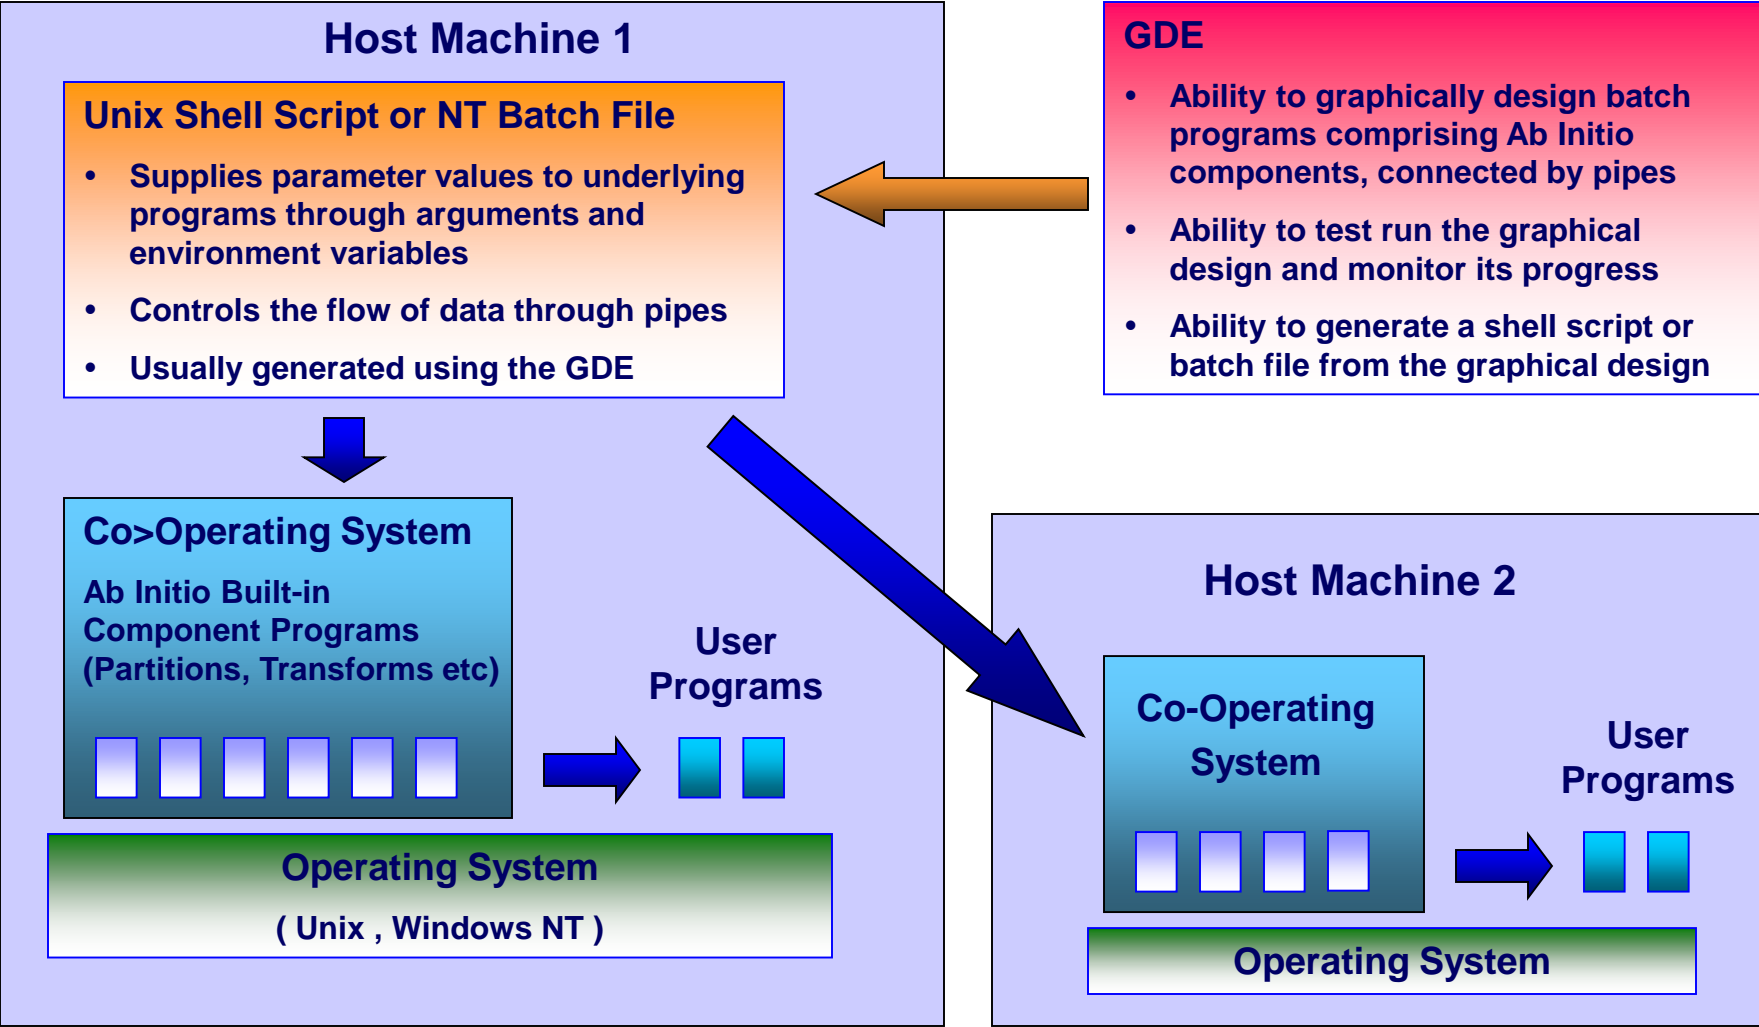 Host Machine 1
Unix Shell Script or NT Batch File
• Supplies parameter values to underlying
programs through arguments and
environment variables
• Controls the flow of data through pipes
• Usually generated using the GDE
GDE
• Ability to graphically design batch
programs comprising Ab Initio
components, connected by pipes
• Ability to test run the graphical
design and monitor its progress
• Ability to generate a shell script or
batch file from the graphical design
Co>Operating System
Ab Initio Built-in
Component Programs
(Partitions, Transforms etc)
User
Programs
Operating System
( Unix , Windows NT )
Host Machine 2
Co-Operating
System
User
Programs
Operating System